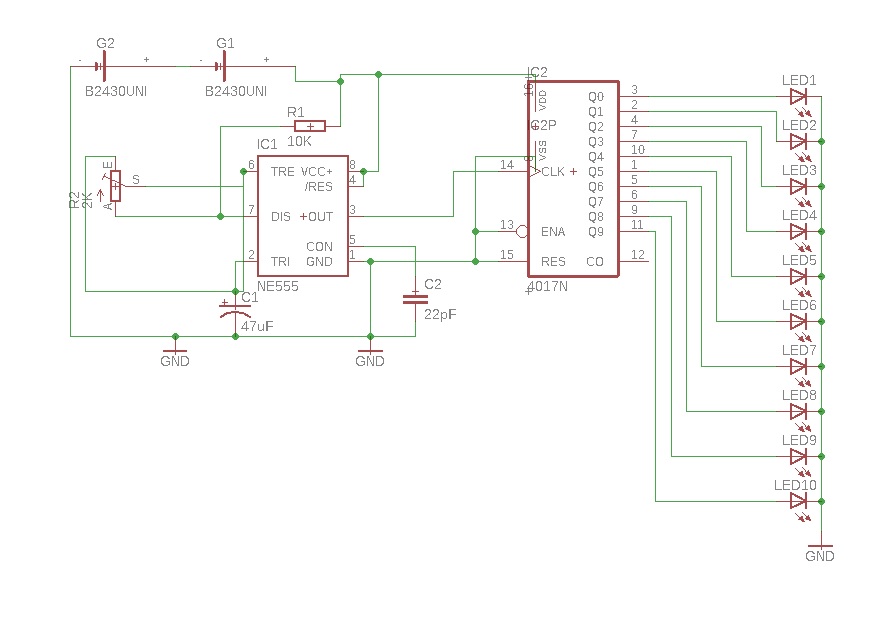 G2
G1
- +
- +
B2430UNI
B2430UNI
IC2
16
VDD
IC2P
8
VSS
R1
10K
IC1
6 TRE VCC+ 8
/RES 4
7 DIS +OUT 3
CON 5
2 TRI GND 1
NE555
R2
2K
E
S
A
C1
+
47uF
C2
22pF
GND
GND
14 CLK +
13 ENA
15 RES
Q0 3
Q1 2
Q2 4
Q3 7
Q4 10
Q5 1
Q6 5
Q7 6
Q8 9
Q9 11
CO 12
4017N
LED1
LED2
LED3
LED4
LED5
LED6
LED7
LED8
LED9
LED10
GND